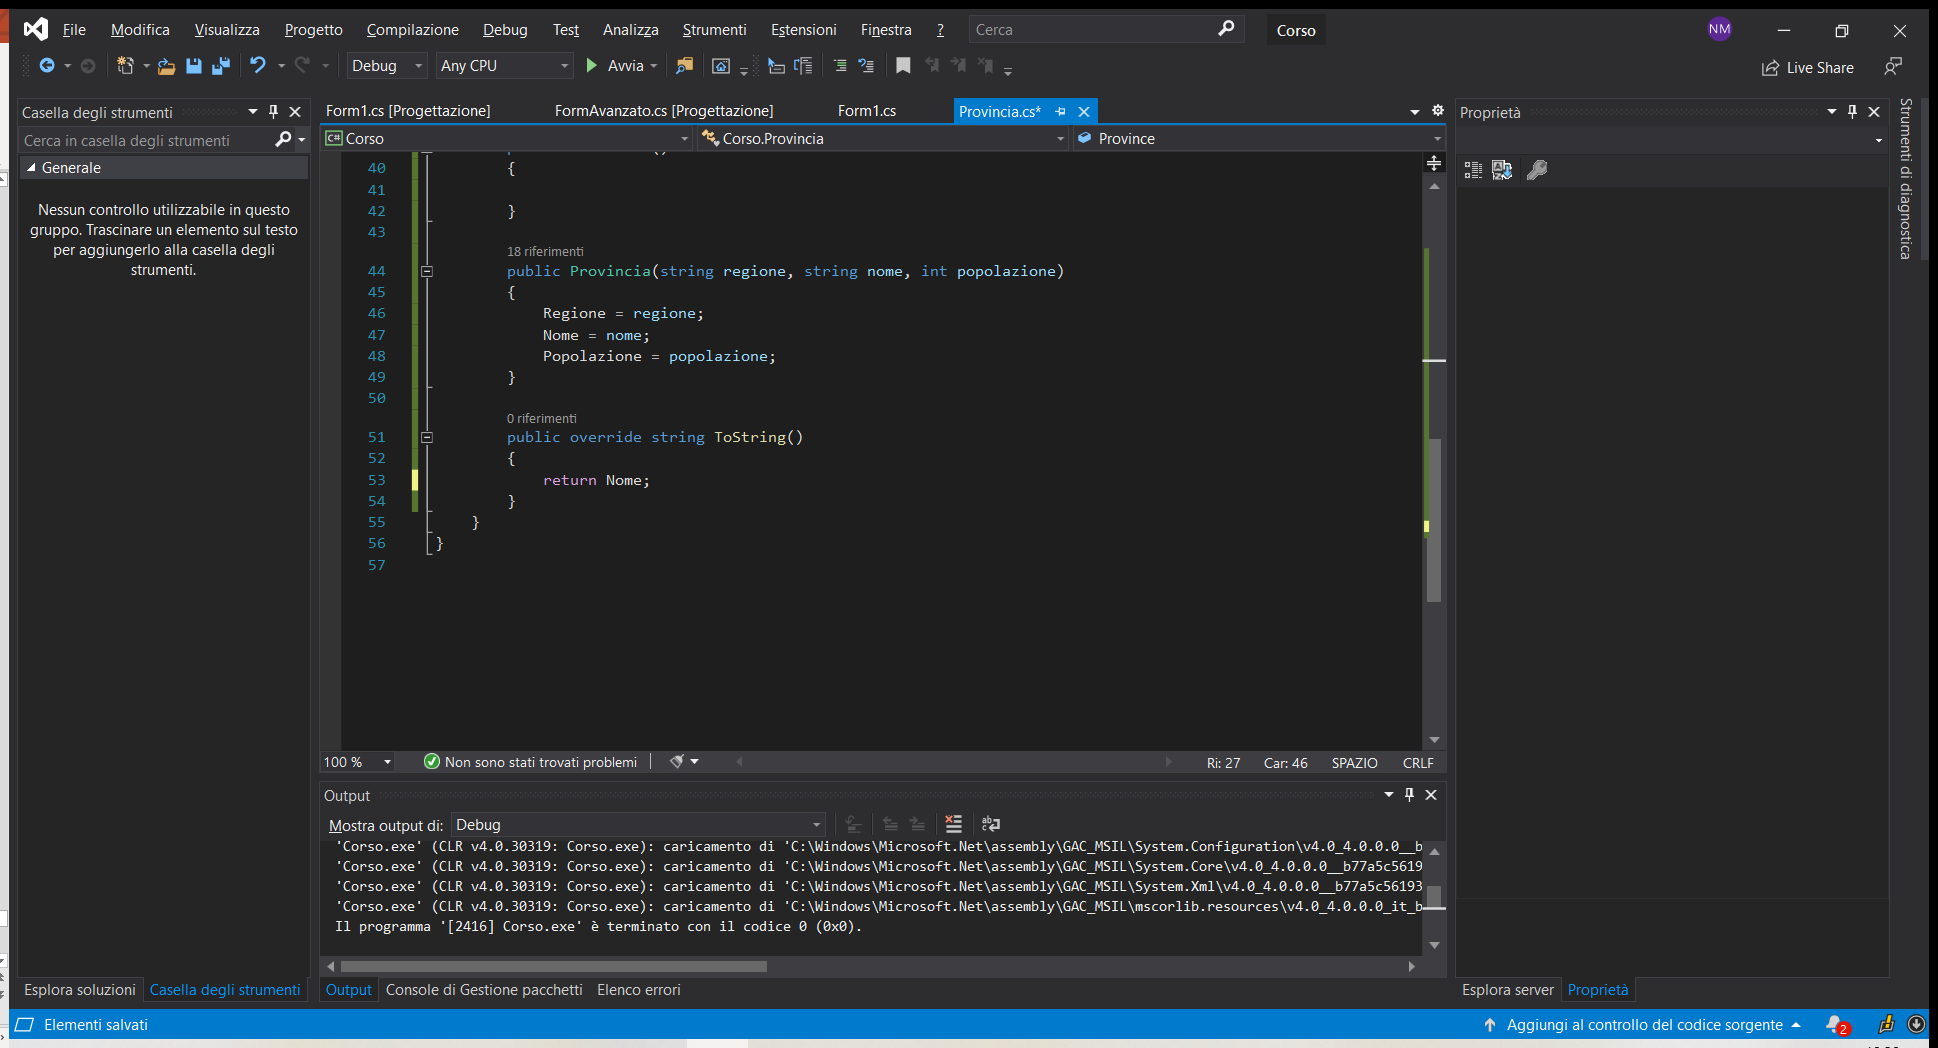 File Modifica Visualizza Progetto Compilazione Debug Test Analizza Strumenti Estensioni Finestra ? Cerca Corso NM
Debug Any CPU Avvia Live Share
Casella degli strumenti
Cerca in casella degli strumenti
Generale
Nessun controllo utilizzabile in questo
gruppo. Trascinare un elemento sul testo
per aggiungerlo alla casella degli
strumenti.
Form1.cs [Progettazione] FormAvanzato.cs [Progettazione] Form1.cs Provincia.cs*
C# Corso Corso.Provincia Province
40 {
41
42 }
43
18 riferimenti
44 public Provincia(string regione, string nome, int popolazione)
45 {
46 Regione = regione;
47 Nome = nome;
48 Popolazione = popolazione;
49 }
50
0 riferimenti
51 public override string ToString()
52 {
53 return Nome;
54 }
55 }
56 }
57
100 % Non sono stati trovati problemi Ri: 27 Car: 46 SPAZIO CRLF
Output
Mostra output di: Debug
'Corso.exe' (CLR v4.0.30319: Corso.exe): caricamento di 'C:\Windows\Microsoft.Net\assembly\GAC_MSIL\System.Configuration\v4.0_4.0.0.0__b
'Corso.exe' (CLR v4.0.30319: Corso.exe): caricamento di 'C:\Windows\Microsoft.Net\assembly\GAC_MSIL\System.Core\v4.0_4.0.0.0__b77a5c5619
'Corso.exe' (CLR v4.0.30319: Corso.exe): caricamento di 'C:\Windows\Microsoft.Net\assembly\GAC_MSIL\System.Xml\v4.0_4.0.0.0__b77a5c56193
'Corso.exe' (CLR v4.0.30319: Corso.exe): caricamento di 'C:\Windows\Microsoft.Net\assembly\GAC_MSIL\mscorlib.resources\v4.0_4.0.0.0_it_b
Il programma '[2416] Corso.exe' è terminato con il codice 0 (0x0).
Proprietà
Strumenti di diagnostica
Esplora soluzioni Casella degli strumenti Output Console di Gestione pacchetti Elenco errori Esplora server Proprietà
Elementi salvati Aggiungi al controllo del codice sorgente 2